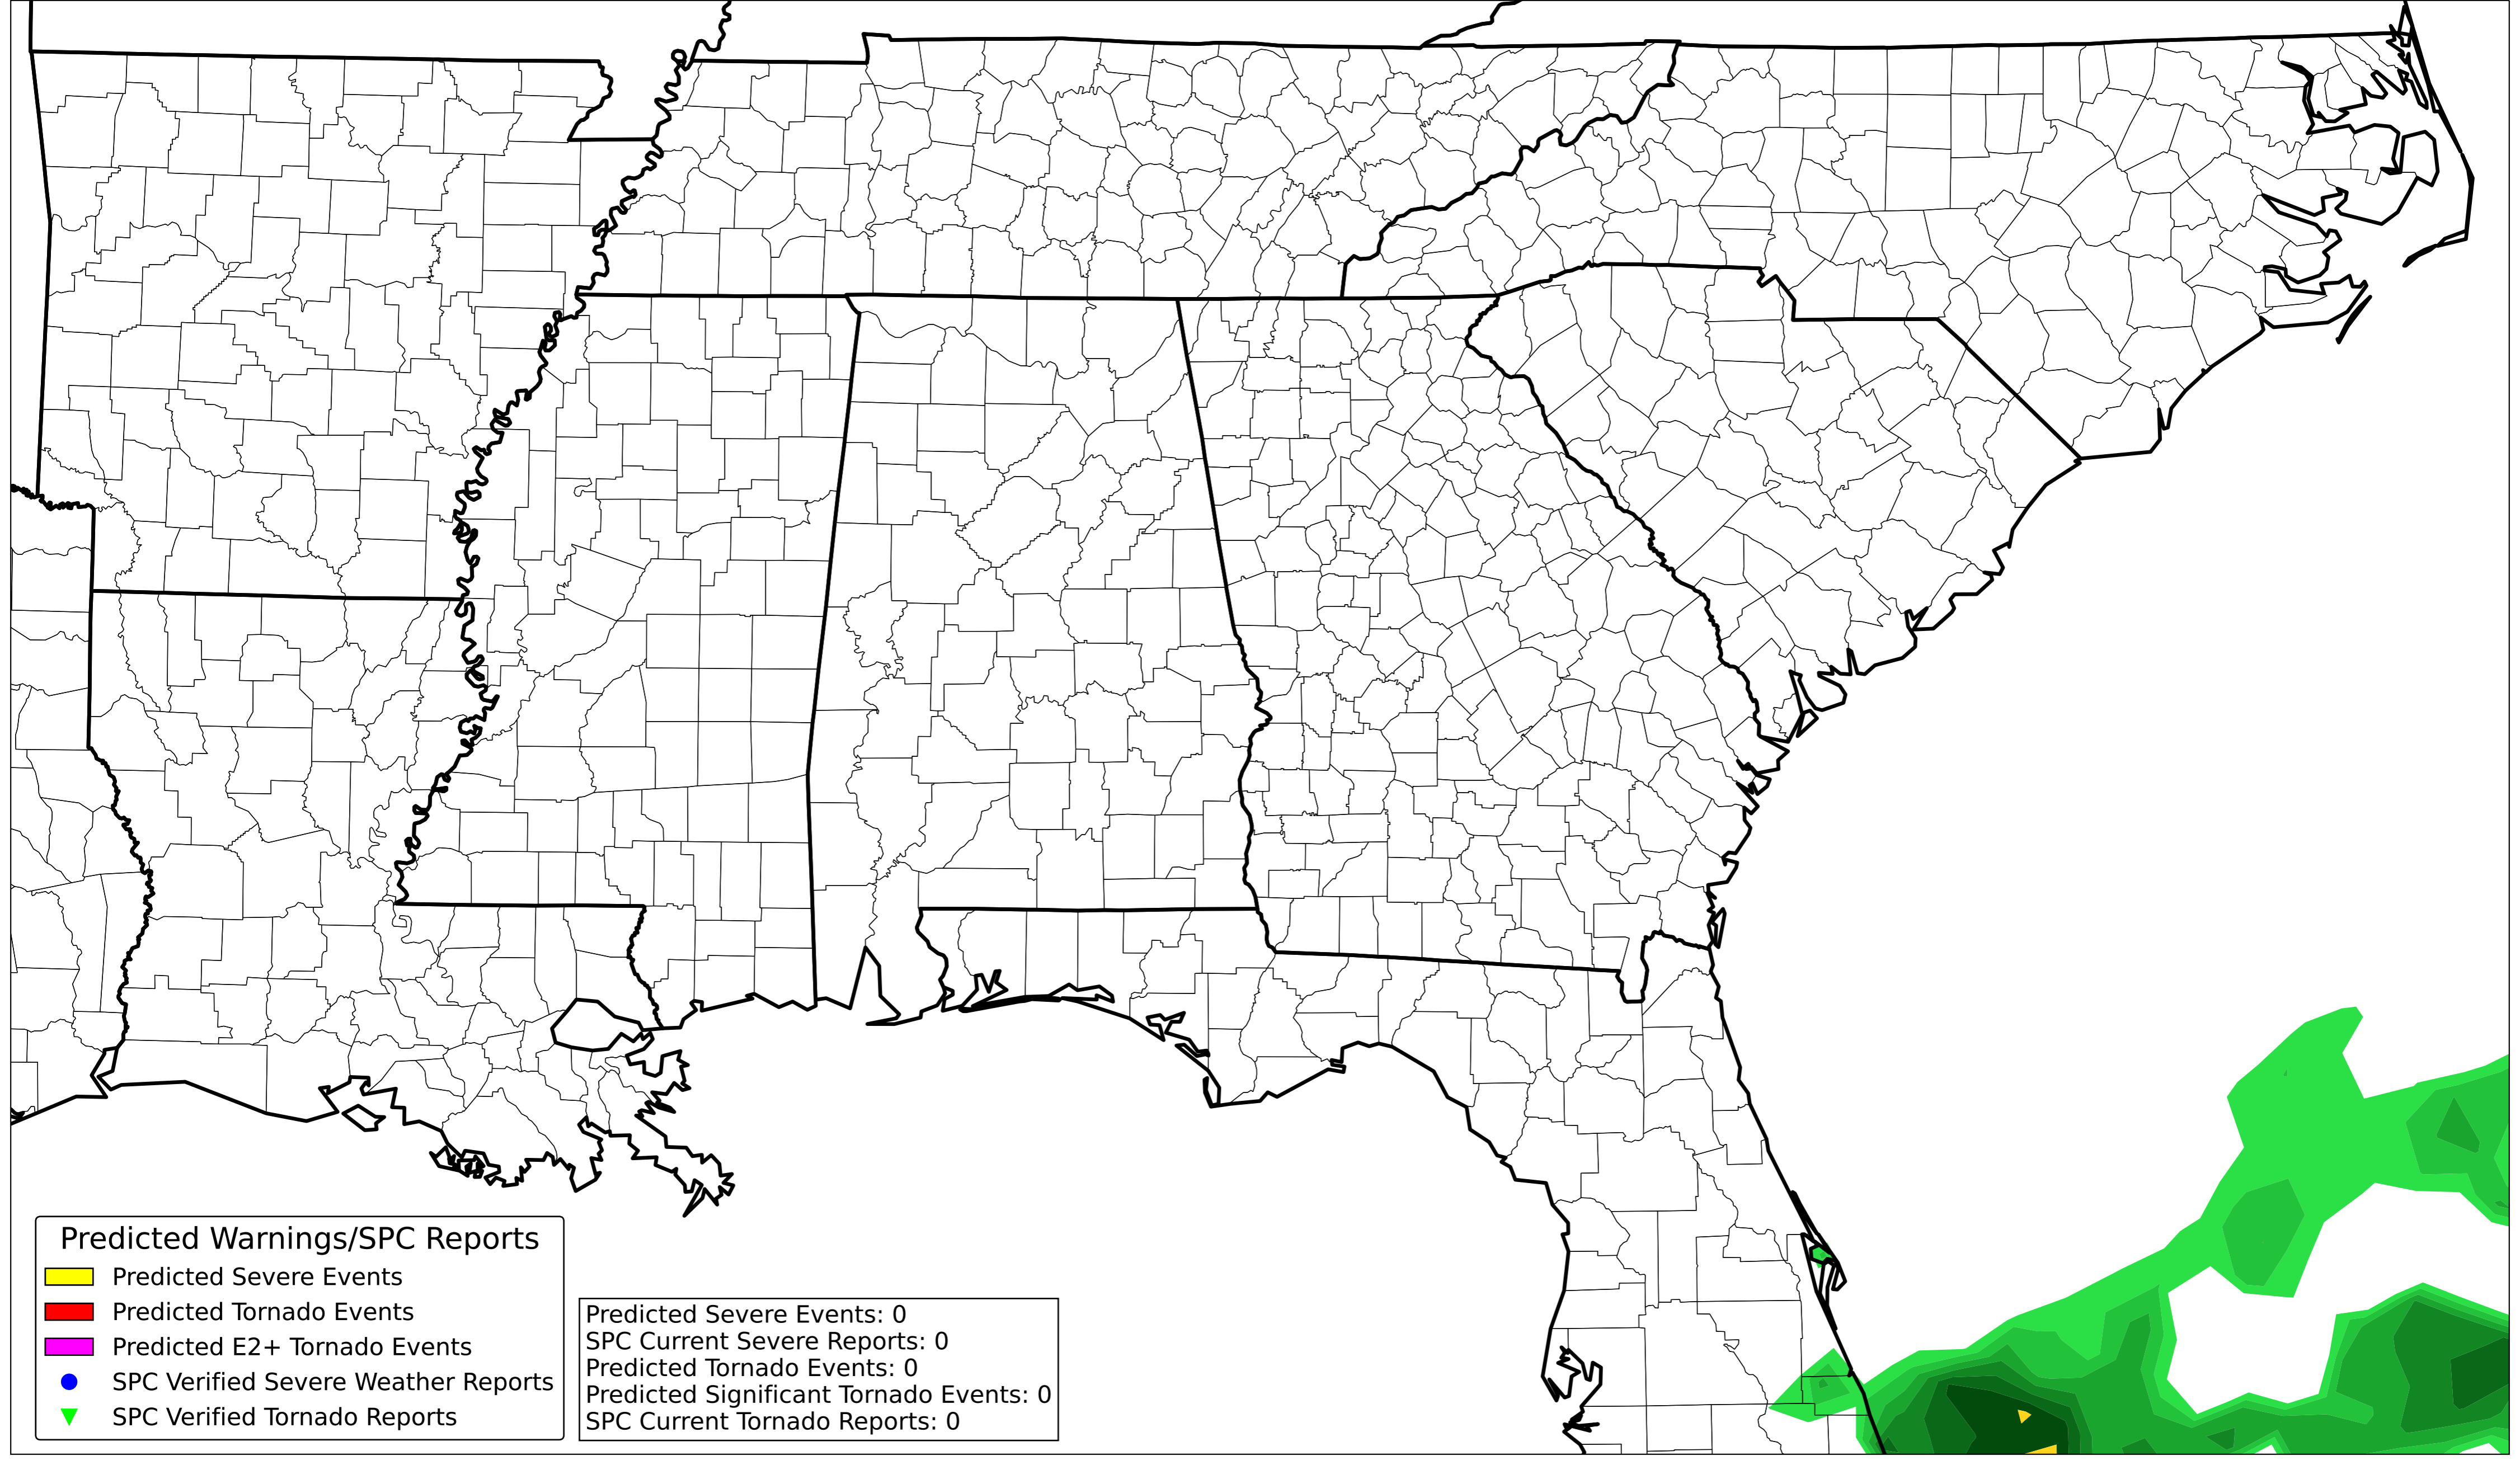 Predicted Warnings/SPC Reports
Predicted Severe Events
Predicted Tornado Events
Predicted E2+ Tornado Events
SPC Verified Severe Weather Reports
SPC Verified Tornado Reports
Predicted Severe Events: 0
SPC Current Severe Reports: 0
Predicted Tornado Events: 0
Predicted Significant Tornado Events: 0
SPC Current Tornado Reports: 0